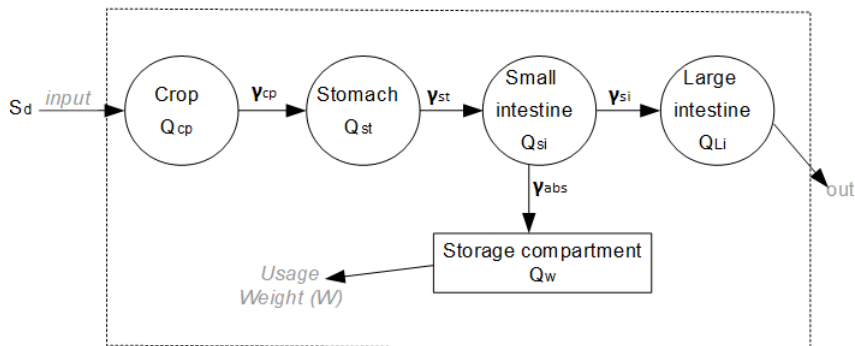 Sd
input
Crop
Qcp
γcp
Stomach
Qst
γst
Small
intestine
Qsi
γsi
Large
intestine
QLi
out
γabs
Storage compartment
Qw
Usage
Weight (W)